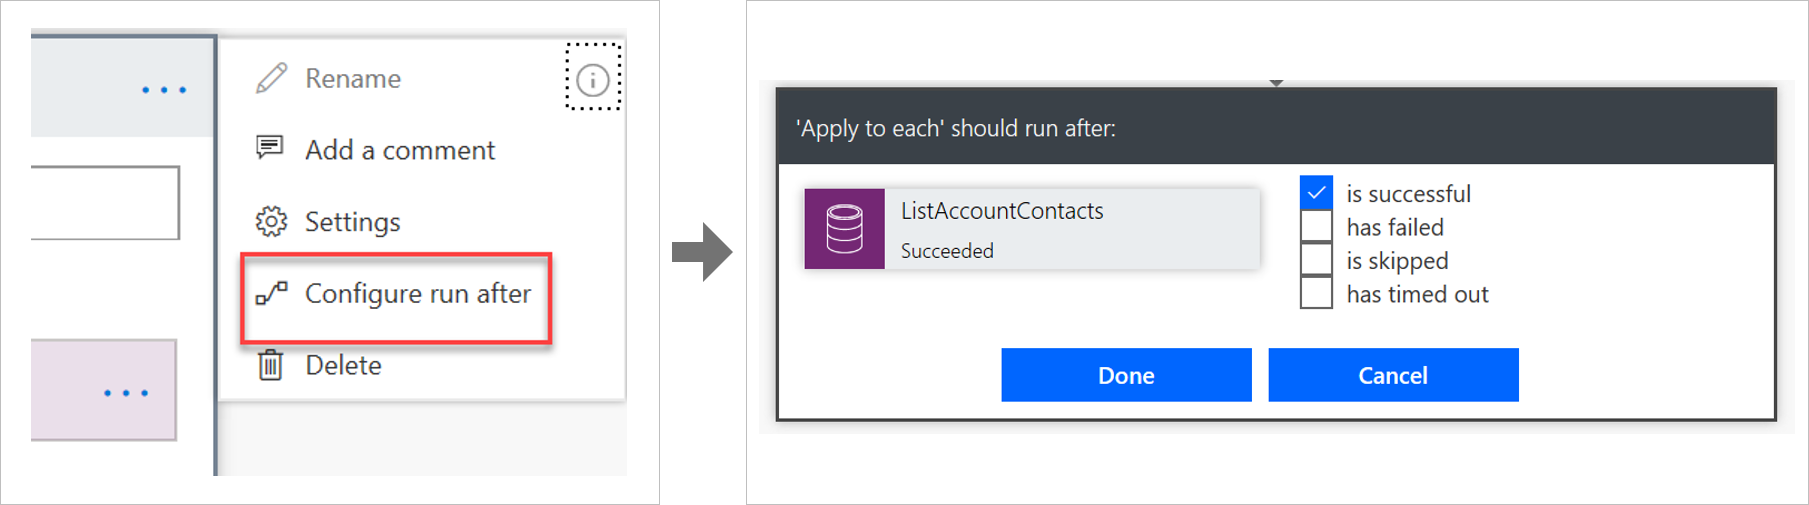 Rename
Add a comment
Settings
Configure run after
Delete
'Apply to each' should run after:
ListAccountContacts
Succeeded
is successful
has failed
is skipped
has timed out
Done
Cancel